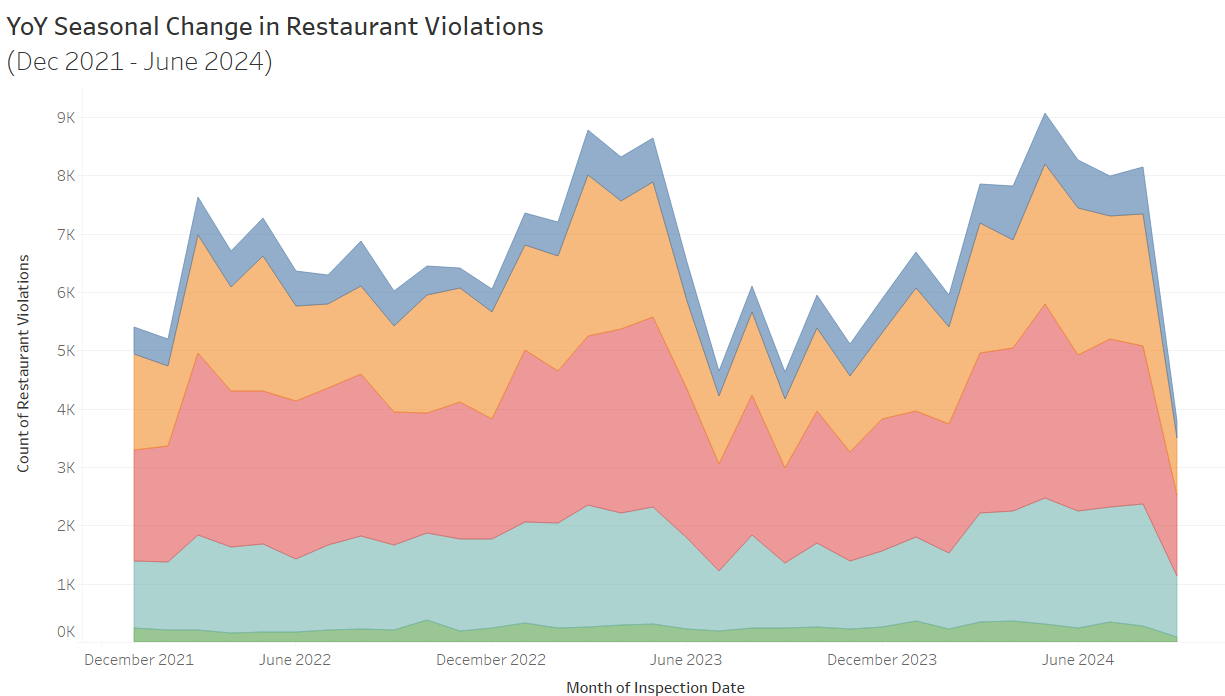 YoY Seasonal Change in Restaurant Violations
(Dec 2021 - June 2024)
9K
8K
7K
6K
5K
4K
3K
2K
1K
0K
Count of Restaurant Violations
December 2021
June 2022
December 2022
June 2023
December 2023
June 2024
Month of Inspection Date